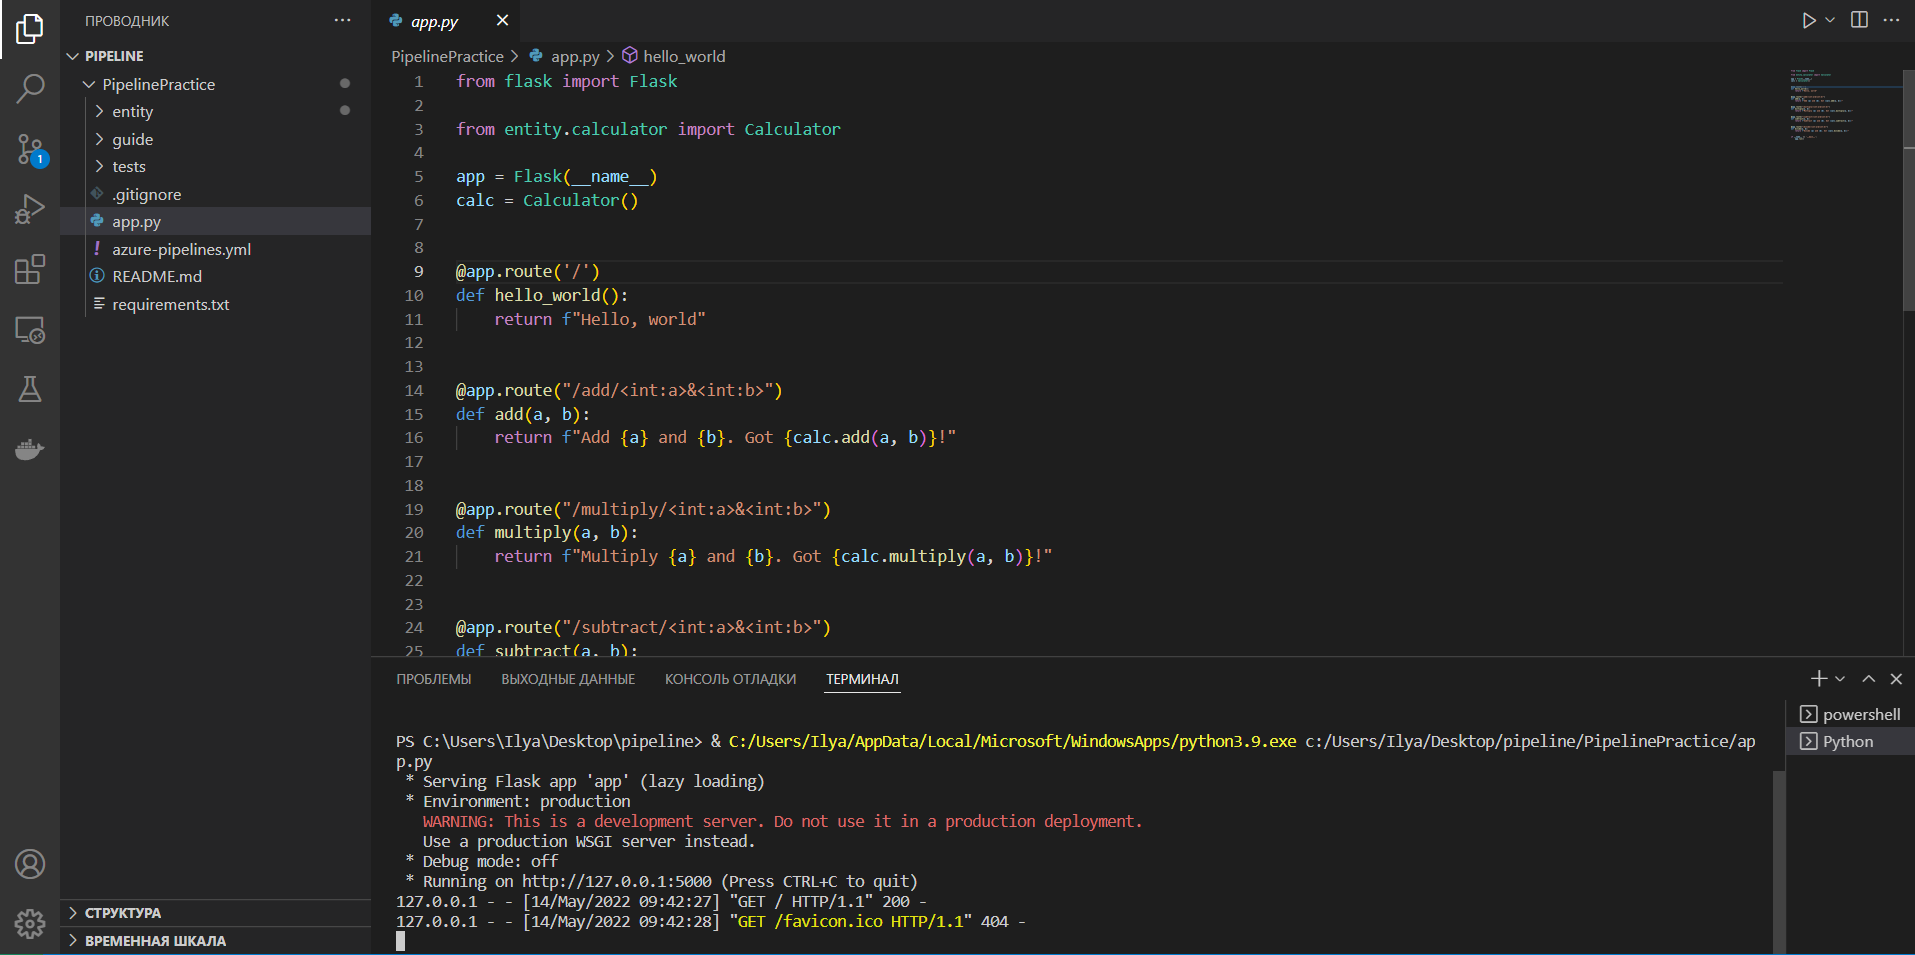 ПРОВОДНИК
PIPELINE
PipelinePractice
entity
guide
tests
.gitignore
app.py
azure-pipelines.yml
README.md
requirements.txt
СТРУКТУРА
ВРЕМЕННАЯ ШКАЛА
1
app.py
PipelinePractice > app.py > hello_world
1 from flask import Flask
2
3 from entity.calculator import Calculator
4
5 app = Flask(__name__)
6 calc = Calculator()
7
8
9 @app.route('/')
10 def hello_world():
11 return f"Hello, world"
12
13
14 @app.route("/add/<int:a>&<int:b>")
15 def add(a, b):
16 return f"Add {a} and {b}. Got {calc.add(a, b)}!"
17
18
19 @app.route("/multiply/<int:a>&<int:b>")
20 def multiply(a, b):
21 return f"Multiply {a} and {b}. Got {calc.multiply(a, b)}!"
22
23
24 @app.route("/subtract/<int:a>&<int:b>")
25 def subtract(a, b):
ПРОБЛЕМЫ ВЫХОДНЫЕ ДАННЫЕ КОНСОЛЬ ОТЛАДКИ ТЕРМИНАЛ
PS C:\Users\Ilya\Desktop\pipeline> & C:/Users/Ilya/AppData/Local/Microsoft/WindowsApps/python3.9.exe c:/Users/Ilya/Desktop/pipeline/PipelinePractice/ap
p.py
* Serving Flask app 'app' (lazy loading)
* Environment: production
WARNING: This is a development server. Do not use it in a production deployment.
Use a production WSGI server instead.
* Debug mode: off
* Running on http://127.0.0.1:5000 (Press CTRL+C to quit)
127.0.0.1 - - [14/May/2022 09:42:27] "GET / HTTP/1.1" 200 -
127.0.0.1 - - [14/May/2022 09:42:28] "GET /favicon.ico HTTP/1.1" 404 -
powershell
Python